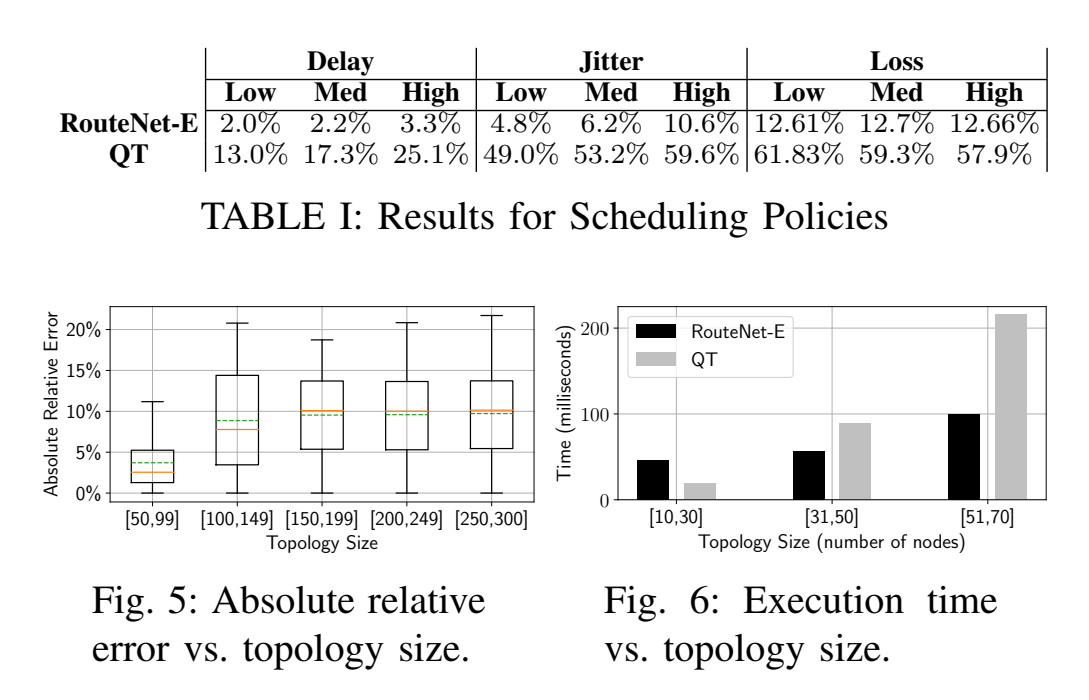 Delay Jitter Loss
Low Med High Low Med High Low Med High
RouteNet-E 2.0% 2.2% 3.3% 4.8% 6.2% 10.6% 12.61% 12.7% 12.66%
QT 13.0% 17.3% 25.1% 49.0% 53.2% 59.6% 61.83% 59.3% 57.9%
TABLE I: Results for Scheduling Policies
Absolute Relative Error
20%
15%
10%
5%
0%
[50,99] [100,149] [150,199] [200,249] [250,300]
Topology Size
Fig. 5: Absolute relative
error vs. topology size.
Time (milliseconds)
200
100
0
RouteNet-E
QT
[10,30] [31,50] [51,70]
Topology Size (number of nodes)
Fig. 6: Execution time
vs. topology size.